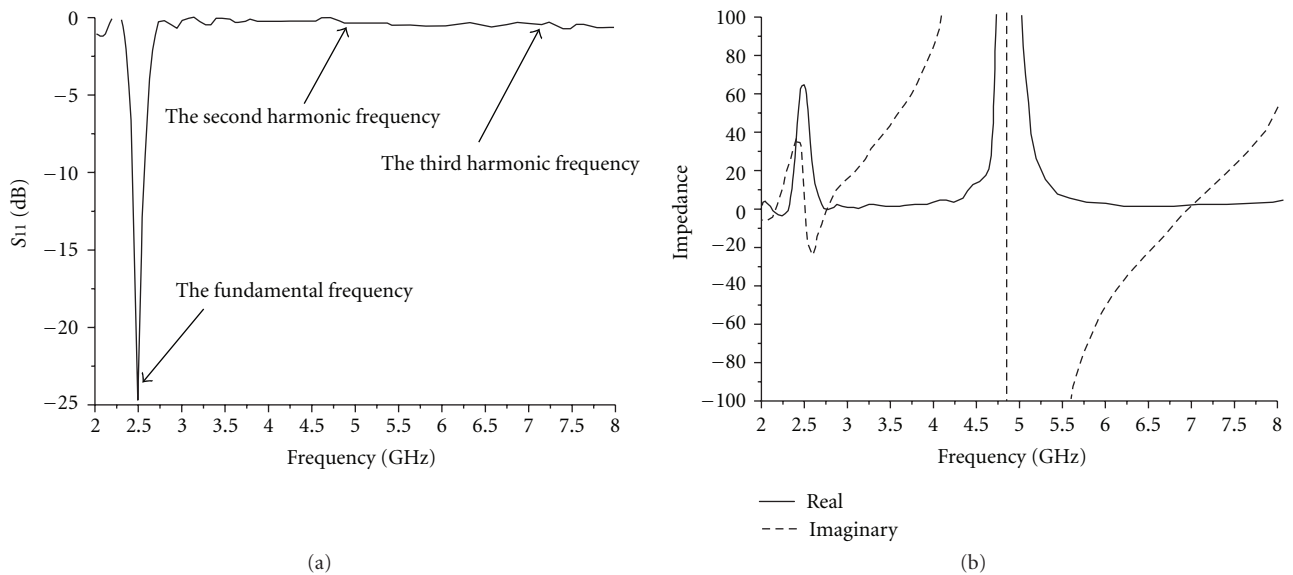 0
−5
−10
−15
−20
−25
S11 (dB)
The second harmonic frequency
The third harmonic frequency
The fundamental frequency
2 2.5 3 3.5 4 4.5 5 5.5 6 6.5 7 7.5 8
Frequency (GHz)
(a)
100
80
60
40
20
0
−20
−40
−60
−80
−100
Impedance
2 2.5 3 3.5 4 4.5 5 5.5 6 6.5 7 7.5 8
Frequency (GHz)
Real
Imaginary
(b)